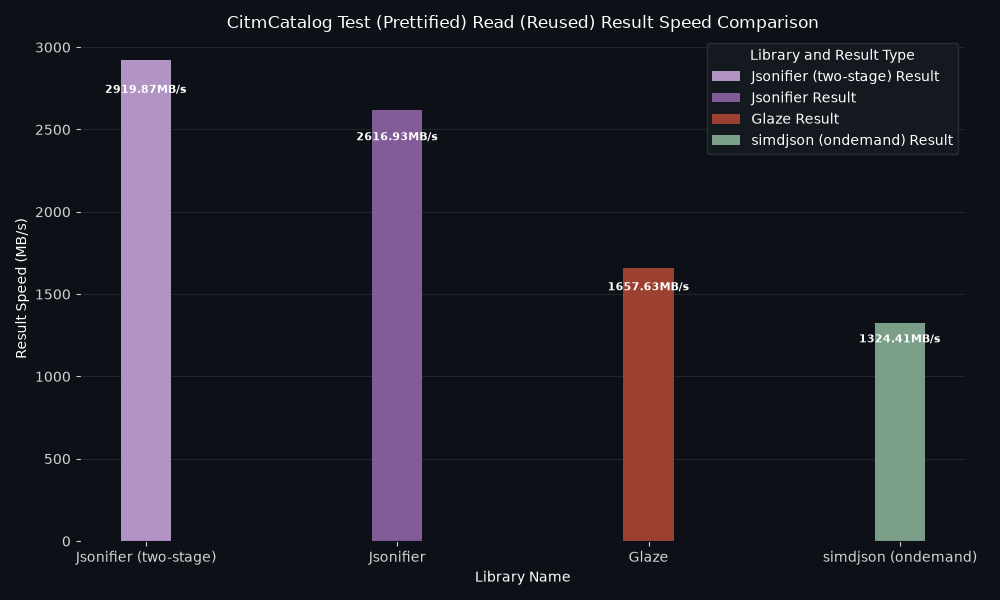 CitmCatalog Test (Prettified) Read (Reused) Result Speed Comparison
Library and Result Type
Jsonifier (two-stage) Result
Jsonifier Result
Glaze Result
simdjson (ondemand) Result
Result Speed (MB/s)
3000
2500
2000
1500
1000
500
0
2919.87MB/s
2616.93MB/s
1657.63MB/s
1324.41MB/s
Jsonifier (two-stage)
Jsonifier
Glaze
simdjson (ondemand)
Library Name